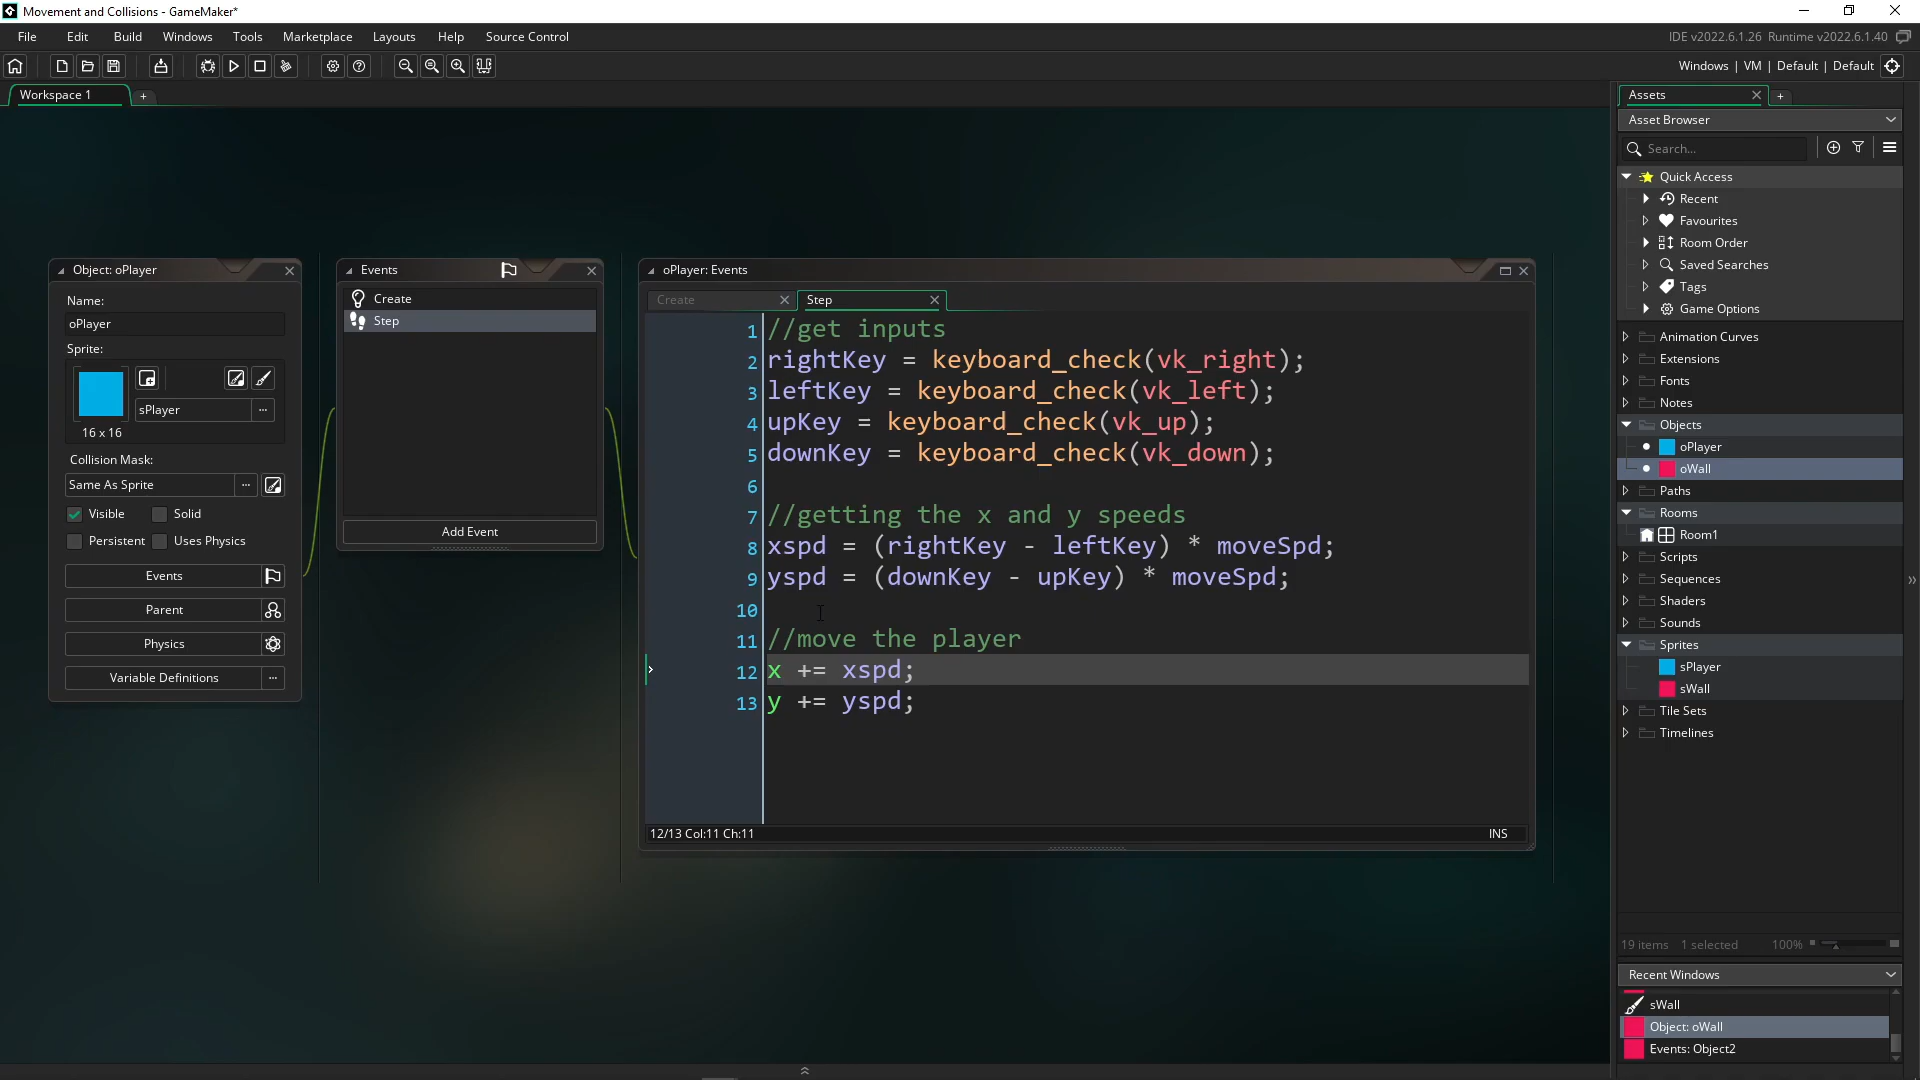 Movement and Collisions - GameMaker*
File Edit Build Windows Tools Marketplace Layouts Help Source Control
IDE v2022.6.1.26 Runtime v2022.6.1.40
Windows | VM | Default | Default
Workspace 1
+
Object: oPlayer
Name:
oPlayer
Sprite:
sPlayer
...
16 x 16
Collision Mask:
Same As Sprite
...
Visible Solid
Persistent Uses Physics
Events
Parent
Physics
Variable Definitions
...
Events
Create
Step
Add Event
oPlayer: Events
Create Step
1 //get inputs
2 rightKey = keyboard_check(vk_right);
3 leftKey = keyboard_check(vk_left);
4 upKey = keyboard_check(vk_up);
5 downKey = keyboard_check(vk_down);
6
7 //getting the x and y speeds
8 xspd = (rightKey - leftKey) * moveSpd;
9 yspd = (downKey - upKey) * moveSpd;
10
11 //move the player
12 x += xspd;
13 y += yspd;
12/13 Col:11 Ch:11 INS
Assets
+
Asset Browser
Search...
Quick Access
Recent
Favourites
Room Order
Saved Searches
Tags
Game Options
Animation Curves
Extensions
Fonts
Notes
Objects
oPlayer
oWall
Paths
Rooms
Room1
Scripts
Sequences
Shaders
Sounds
Sprites
sPlayer
sWall
Tile Sets
Timelines
19 items 1 selected 100%
Recent Windows
sWall
Object: oWall
Events: Object2